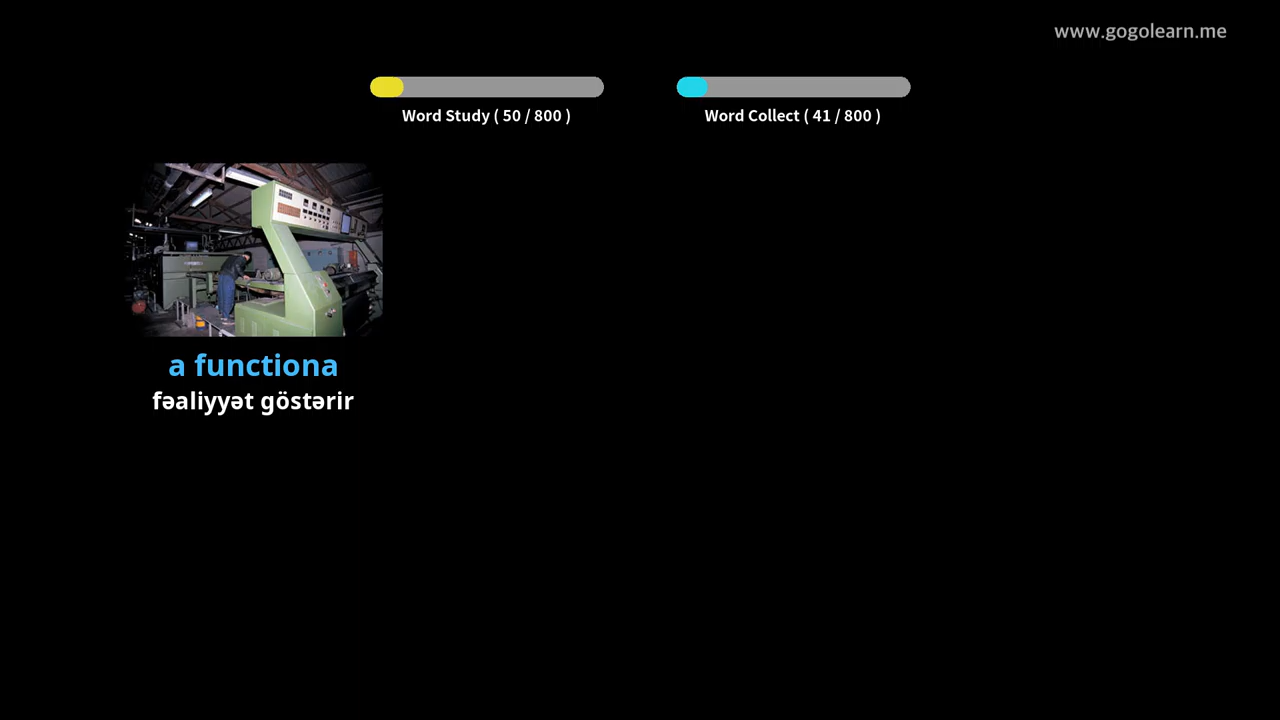 www.gogolearn.me
Word Study ( 50 / 800 )
Word Collect ( 41 / 800 )
a functiona
fəaliyyət göstərir